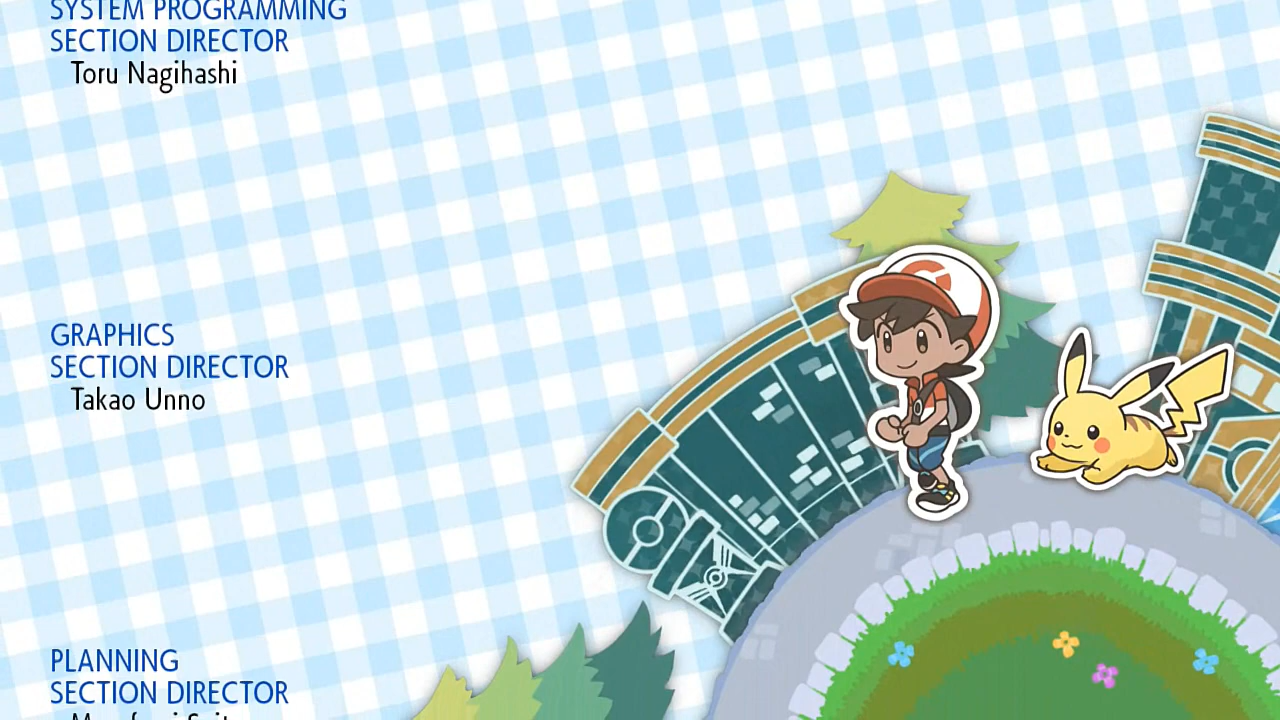 SYSTEM PROGRAMMING
SECTION DIRECTOR
Toru Nagihashi
GRAPHICS
SECTION DIRECTOR
Takao Unno
PLANNING
SECTION DIRECTOR